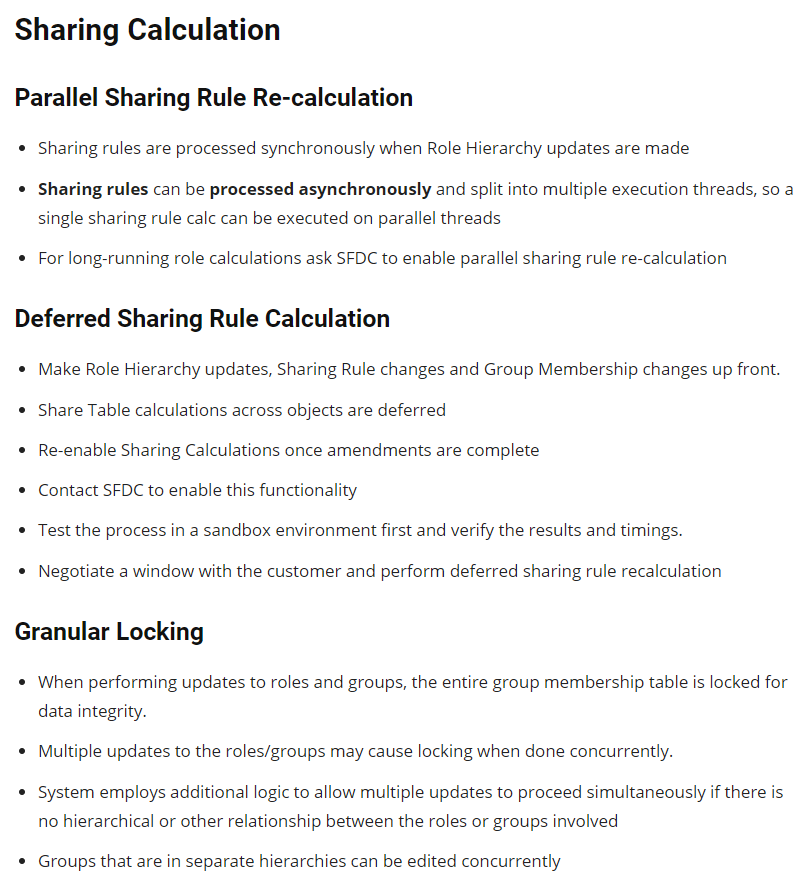 Sharing Calculation
Parallel Sharing Rule Re-calculation
• Sharing rules are processed synchronously when Role Hierarchy updates are made
• Sharing rules can be processed asynchronously and split into multiple execution threads, so a
single sharing rule calc can be executed on parallel threads
• For long-running role calculations ask SFDC to enable parallel sharing rule re-calculation
Deferred Sharing Rule Calculation
• Make Role Hierarchy updates, Sharing Rule changes and Group Membership changes up front.
• Share Table calculations across objects are deferred
• Re-enable Sharing Calculations once amendments are complete
• Contact SFDC to enable this functionality
• Test the process in a sandbox environment first and verify the results and timings.
• Negotiate a window with the customer and perform deferred sharing rule recalculation
Granular Locking
• When performing updates to roles and groups, the entire group membership table is locked for
data integrity.
• Multiple updates to the roles/groups may cause locking when done concurrently.
• System employs additional logic to allow multiple updates to proceed simultaneously if there is
no hierarchical or other relationship between the roles or groups involved
• Groups that are in separate hierarchies can be edited concurrently